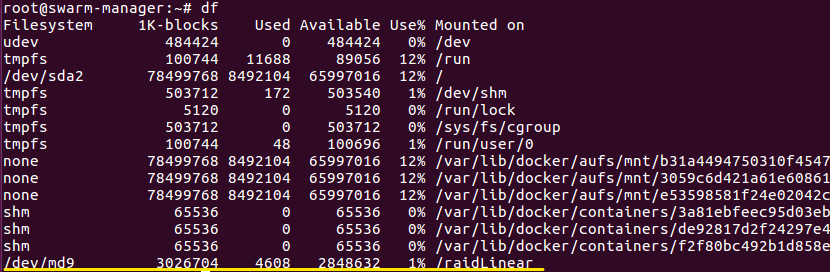 root@swarm-manager:~# df
Filesystem     1K-blocks    Used Available Use% Mounted on
udev              484424       0    484424   0% /dev
tmpfs             100744   11688     89056  12% /run
/dev/sda2       78499768 8492104  65997016  12% /
tmpfs             503712     172    503540   1% /dev/shm
tmpfs               5120       0      5120   0% /run/lock
tmpfs             503712       0    503712   0% /sys/fs/cgroup
tmpfs             100744      48    100696   1% /run/user/0
none            78499768 8492104  65997016  12% /var/lib/docker/aufs/mnt/b31a4494750310f4547
none            78499768 8492104  65997016  12% /var/lib/docker/aufs/mnt/3059c6d421a61e60861
none            78499768 8492104  65997016  12% /var/lib/docker/aufs/mnt/e53598581f24e02042c
shm                65536       0     65536   0% /var/lib/docker/containers/3a81ebfeec95d03eb
shm                65536       0     65536   0% /var/lib/docker/containers/de92817d2f24297e4
shm                65536       0     65536   0% /var/lib/docker/containers/f2f80bc492b1d858e
/dev/md9         3026704    4608   2848632   1% /raidLinear